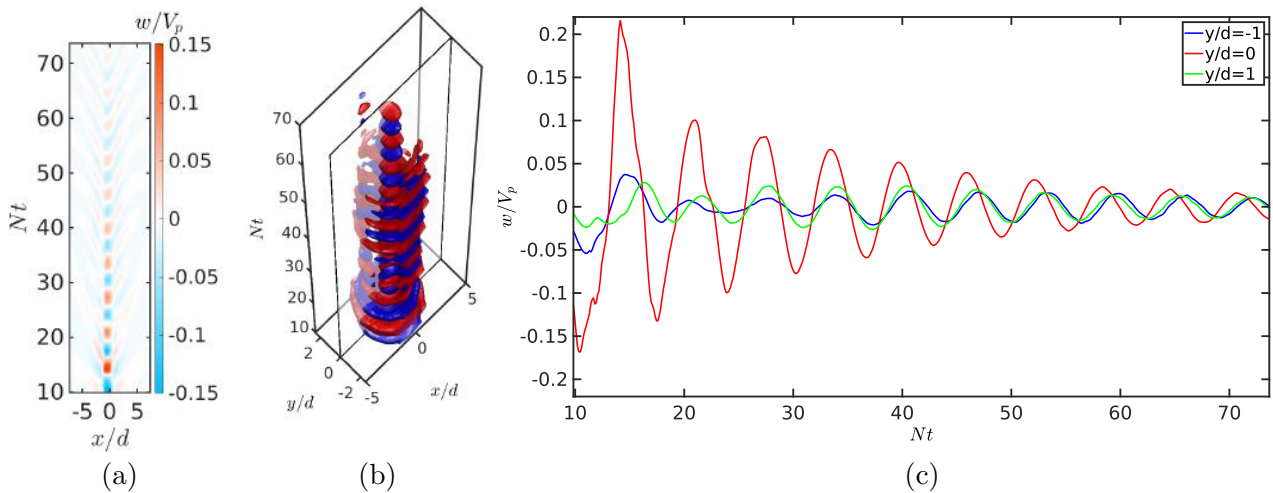 w/V_p
Nt
70
60
50
40
30
20
10
-5 0 5
x/d
0.15
0.1
0.05
0
-0.05
-0.1
-0.15
(a)
Nt
70
60
50
40
30
20
10
2
0
-2
y/d
-5
0
5
x/d
(b)
w/V_p
0.2
0.15
0.1
0.05
0
-0.05
-0.1
-0.15
-0.2
y/d=-1
y/d=0
y/d=1
10 20 30 40 50 60 70
Nt
(c)